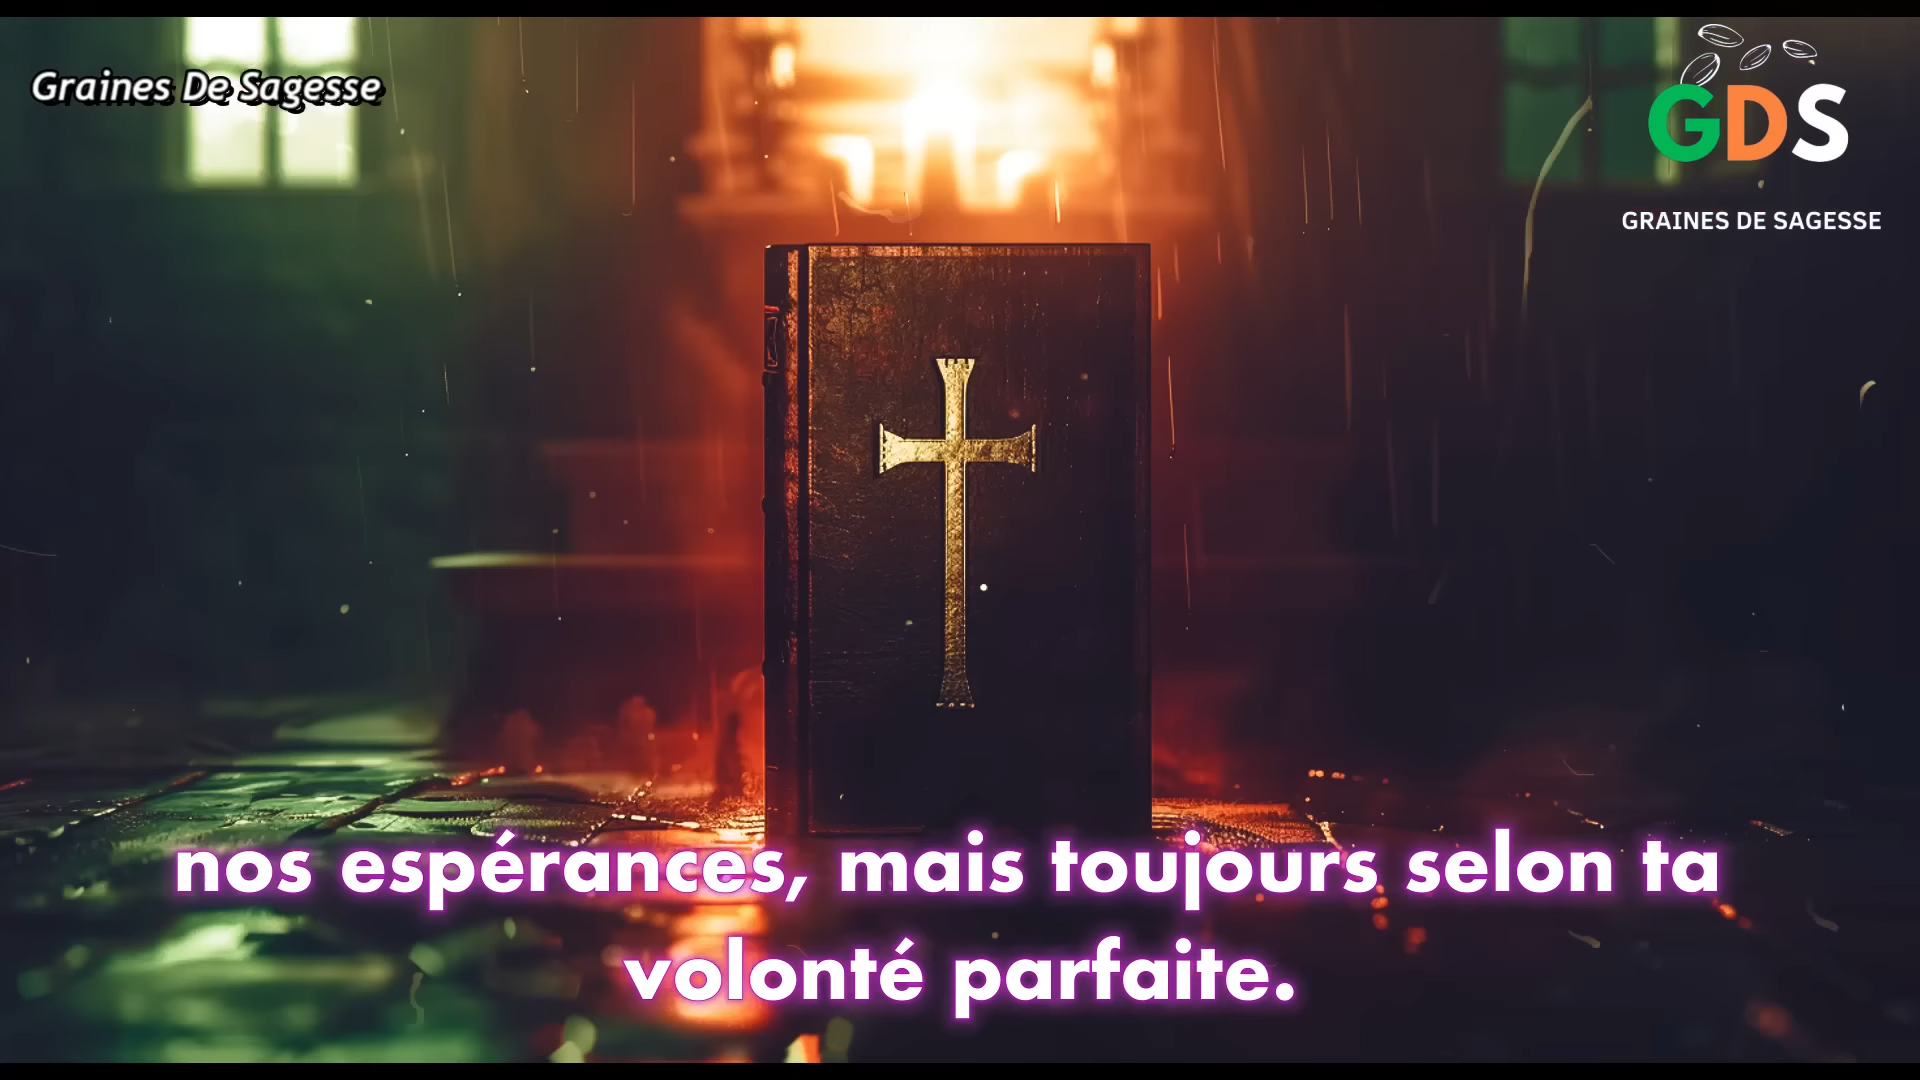 Graines De Sagesse
GDS
GRAINES DE SAGESSE
nos espérances, mais toujours selon ta
volonté parfaite.